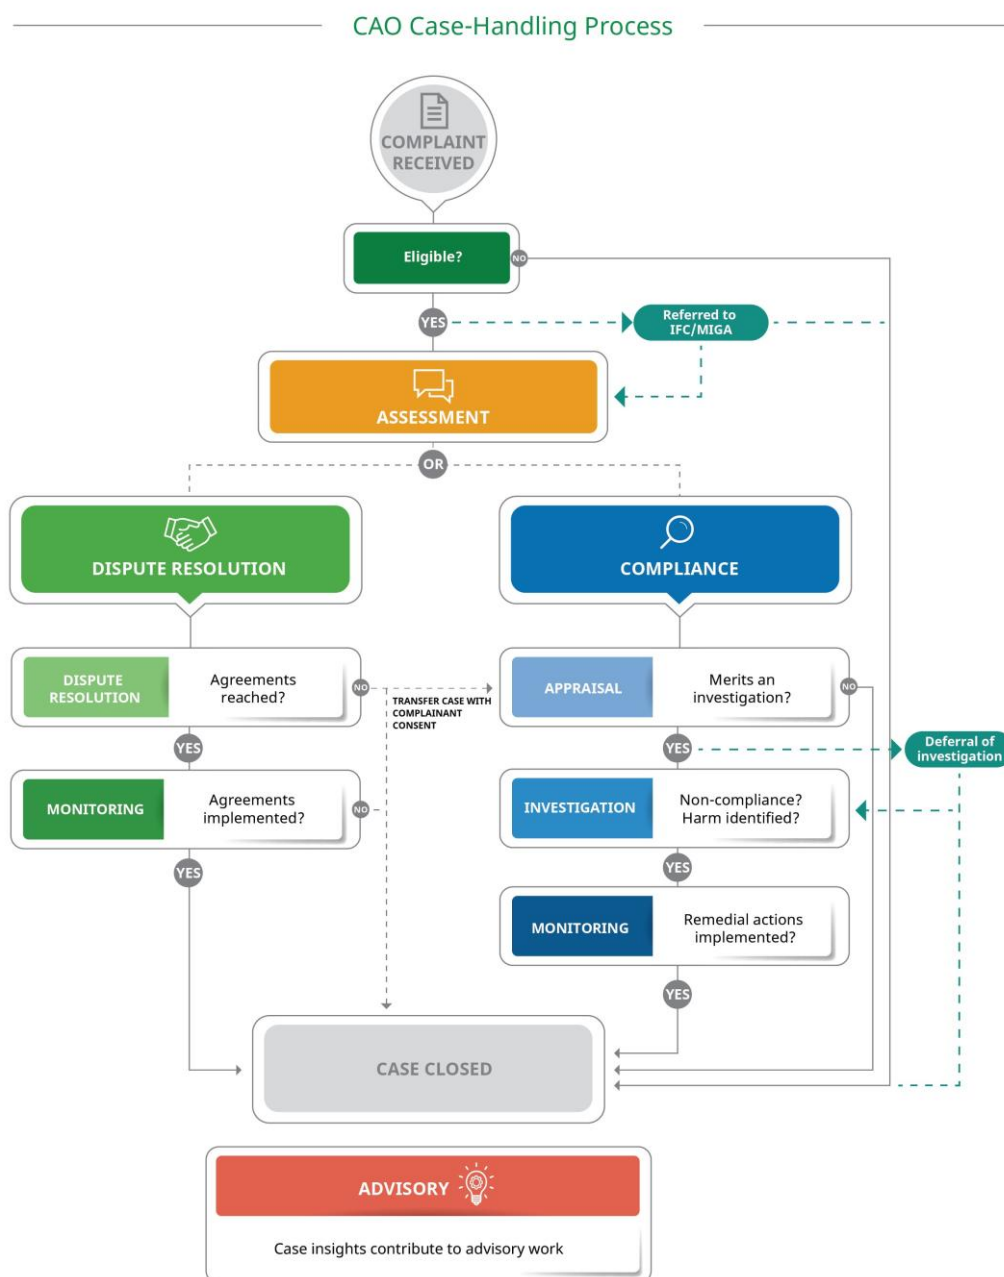 CAO Case-Handling Process
COMPLAINT
RECEIVED
Eligible?
NO
YES
Referred to
IFC/MIGA
ASSESSMENT
OR
DISPUTE RESOLUTION
COMPLIANCE
DISPUTE
RESOLUTION
Agreements
reached?
NO
TRANSFER CASE WITH
COMPLAINANT
CONSENT
APPRAISAL
Merits an
investigation?
NO
YES
YES
Deferral of
investigation
MONITORING
Agreements
implemented?
NO
INVESTIGATION
Non-compliance?
Harm identified?
YES
YES
MONITORING
Remedial actions
implemented?
YES
CASE CLOSED
ADVISORY
Case insights contribute to advisory work